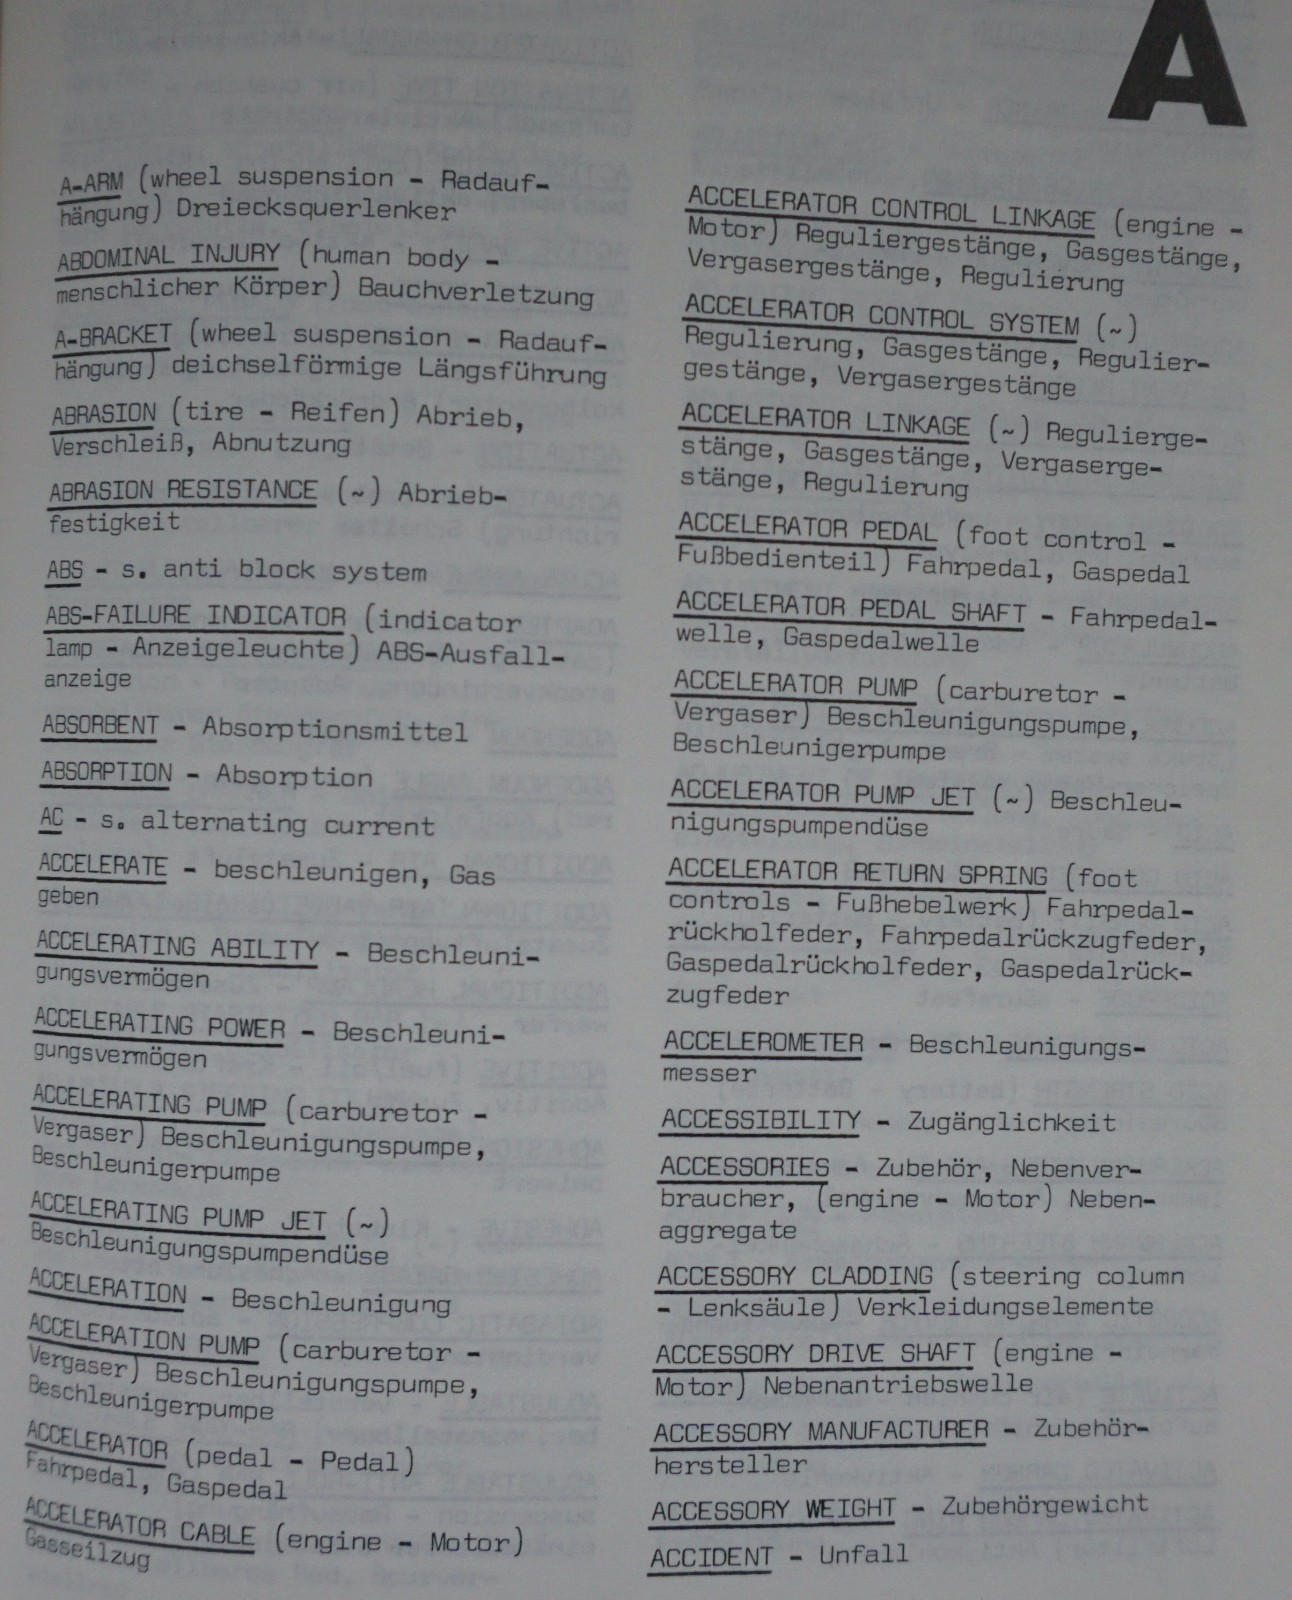 A
A-ARM (wheel suspension - Radauf-
hängung) Dreiecksquerlenker
ABDOMINAL INJURY (human body -
menschlicher Körper) Bauchverletzung
A-BRACKET (wheel suspension - Radauf-
hängung) deichselförmige Längsführung
ABRASION (tire - Reifen) Abrieb,
Verschleiß, Abnutzung
ABRASION RESISTANCE (~) Abrieb-
festigkeit
ABS - s. anti block system
ABS-FAILURE INDICATOR (indicator
lamp - Anzeigeleuchte) ABS-Ausfall-
anzeige
ABSORBENT - Absorptionsmittel
ABSORPTION - Absorption
AC - s. alternating current
ACCELERATE - beschleunigen, Gas
geben
ACCELERATING ABILITY - Beschleuni-
gungsvermögen
ACCELERATING POWER - Beschleuni-
gungsvermögen
ACCELERATING PUMP (carburetor -
Vergaser) Beschleunigungspumpe,
Beschleunigerpumpe
ACCELERATING PUMP JET (~)
Beschleunigungspumpendüse
ACCELERATION - Beschleunigung
ACCELERATION PUMP (carburetor -
Vergaser) Beschleunigungspumpe,
Beschleunigerpumpe
ACCELERATOR (pedal - Pedal)
Fahrpedal, Gaspedal
ACCELERATOR CABLE (engine - Motor)
Gasseilzug
ACCELERATOR CONTROL LINKAGE (engine -
Motor) Reguliergestänge, Gasgestänge,
Vergasergestänge, Regulierung
ACCELERATOR CONTROL SYSTEM (~)
Regulierung, Gasgestänge, Regulier-
gestänge, Vergasergestänge
ACCELERATOR LINKAGE (~) Regulierge-
stänge, Gasgestänge, Vergaserge-
stänge, Regulierung
ACCELERATOR PEDAL (foot control -
Fußbedienteil) Fahrpedal, Gaspedal
ACCELERATOR PEDAL SHAFT - Fahrpedal-
welle, Gaspedalwelle
ACCELERATOR PUMP (carburetor -
Vergaser) Beschleunigungspumpe,
Beschleunigerpumpe
ACCELERATOR PUMP JET (~) Beschleu-
nigungspumpendüse
ACCELERATOR RETURN SPRING (foot
controls - Fußhebelwerk) Fahrpedal-
rückholfeder, Fahrpedalrückzugfeder,
Gaspedalrückholfeder, Gaspedalrück-
zugfeder
ACCELEROMETER - Beschleunigungs-
messer
ACCESSIBILITY - Zugänglichkeit
ACCESSORIES - Zubehör, Nebenver-
braucher, (engine - Motor) Neben-
aggregate
ACCESSORY CLADDING (steering column
- Lenksäule) Verkleidungselemente
ACCESSORY DRIVE SHAFT (engine -
Motor) Nebenantriebswelle
ACCESSORY MANUFACTURER - Zubehör-
hersteller
ACCESSORY WEIGHT - Zubehörgewicht
ACCIDENT - Unfall